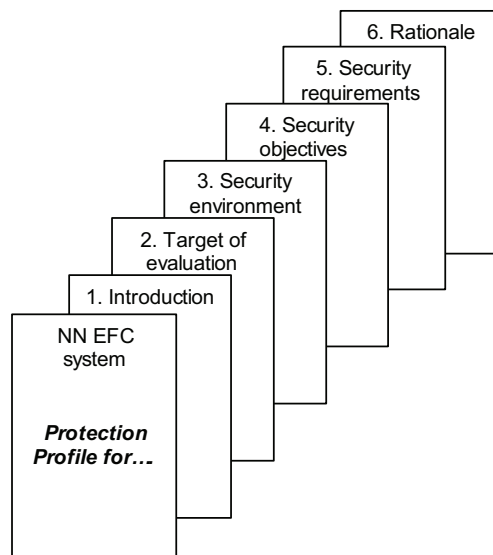 6. Rationale
5. Security
requirements
4. Security
objectives
3. Security
environment
2. Target of
evaluation
1. Introduction
NN EFC
system
Protection
Profile for....